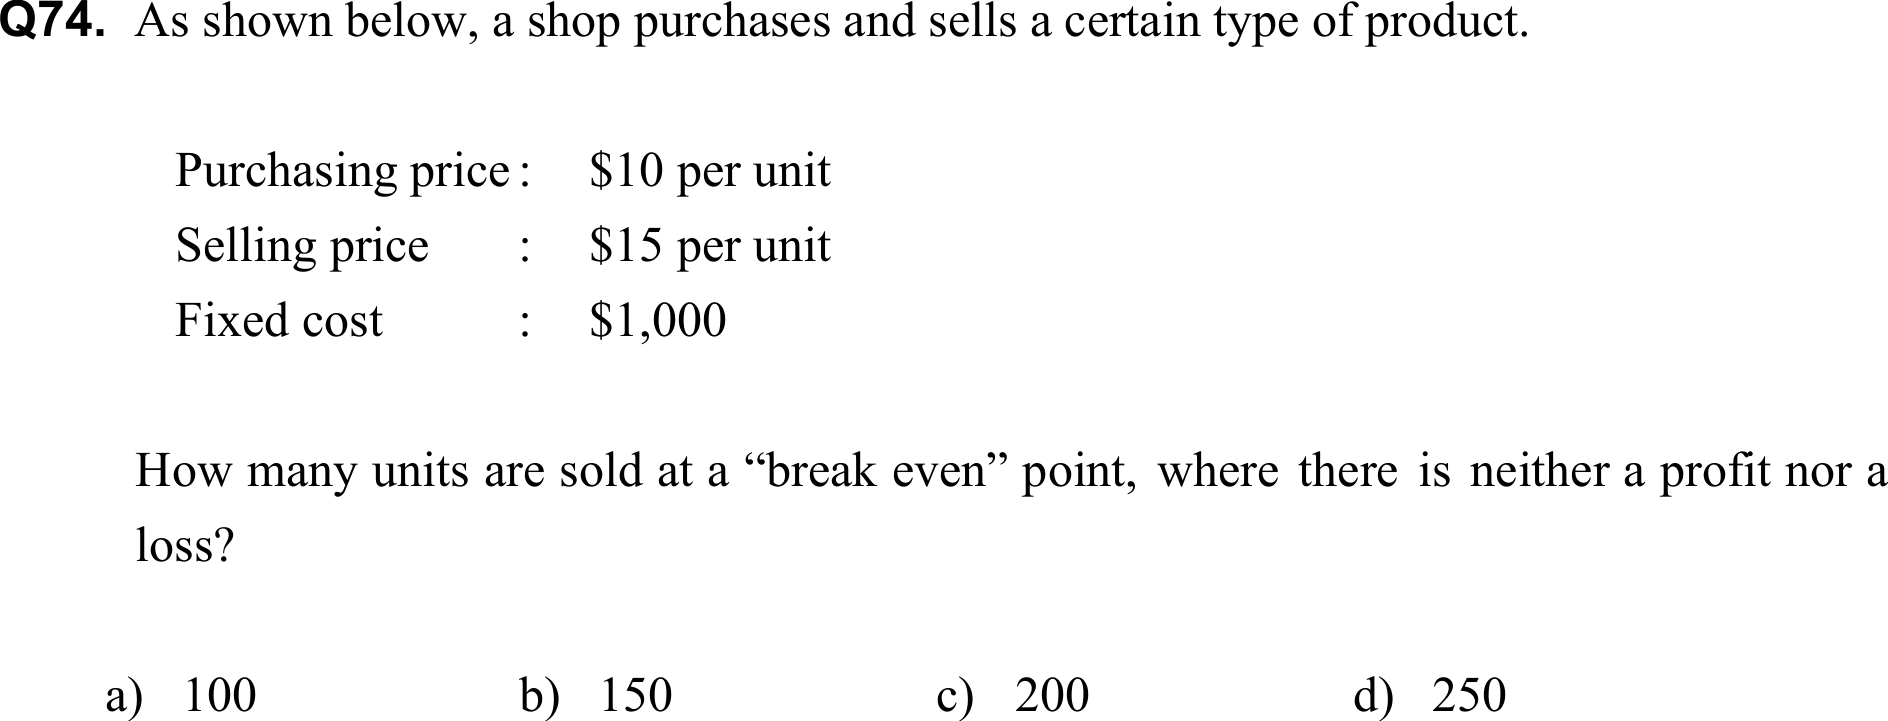 Q74. As shown below, a shop purchases and sells a certain type of product.
Purchasing price : $10 per unit
Selling price : $15 per unit
Fixed cost : $1,000
How many units are sold at a “break even” point, where there is neither a profit nor a
loss?
a) 100 b) 150 c) 200 d) 250